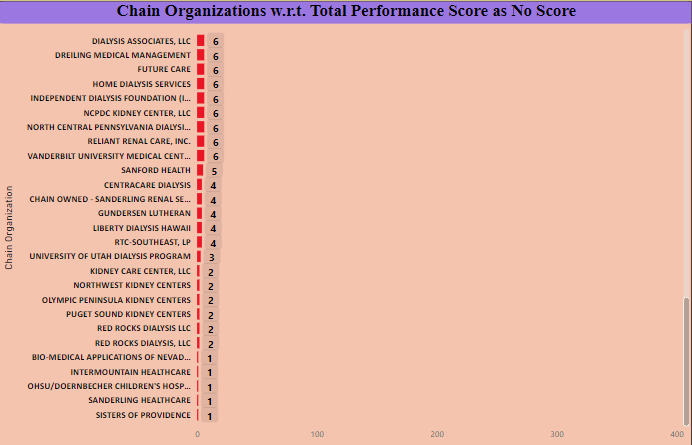 Chain Organizations w.r.t. Total Performance Score as No Score
Chain Organization
DIALYSIS ASSOCIATES, LLC 6
DREILING MEDICAL MANAGEMENT 6
FUTURE CARE 6
HOME DIALYSIS SERVICES 6
INDEPENDENT DIALYSIS FOUNDATION (I... 6
NCPDC KIDNEY CENTER, LLC 6
NORTH CENTRAL PENNSYLVANIA DIALYSI... 6
RELIANT RENAL CARE, INC. 6
VANDERBILT UNIVERSITY MEDICAL CENT... 6
SANFORD HEALTH 5
CENTRACARE DIALYSIS 4
CHAIN OWNED - SANDERLING RENAL SE... 4
GUNDERSEN LUTHERAN 4
LIBERTY DIALYSIS HAWAII 4
RTC-SOUTHEAST, LP 4
UNIVERSITY OF UTAH DIALYSIS PROGRAM 3
KIDNEY CARE CENTER, LLC 2
NORTHWEST KIDNEY CENTERS 2
OLYMPIC PENINSULA KIDNEY CENTERS 2
PUGET SOUND KIDNEY CENTERS 2
RED ROCKS DIALYSIS LLC 2
RED ROCKS DIALYSIS, LLC 2
BIO-MEDICAL APPLICATIONS OF NEVAD... 1
INTERMOUNTAIN HEALTHCARE 1
OHSU/DOERNBECHER CHILDREN'S HOSP... 1
SANDERLING HEALTHCARE 1
SISTERS OF PROVIDENCE 1
0 100 200 300 400